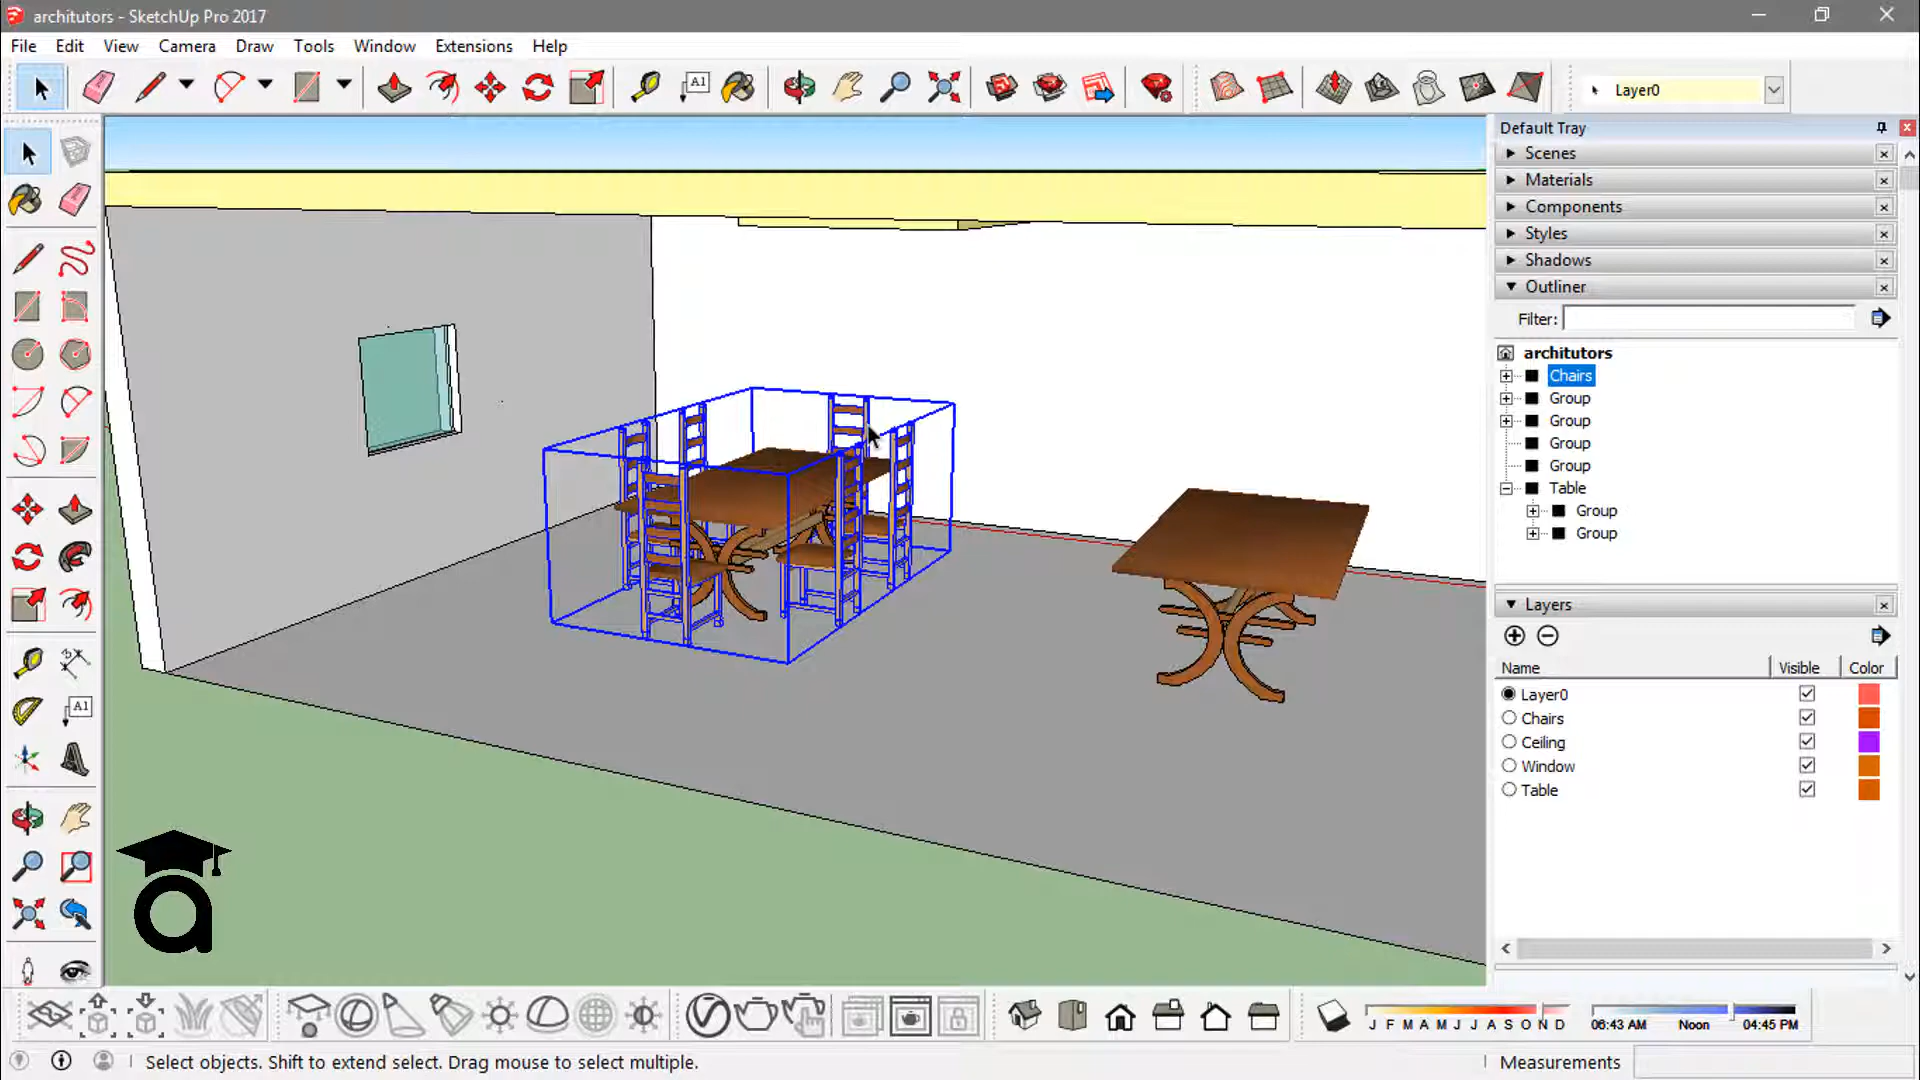 architutors - SketchUp Pro 2017
File Edit View Camera Draw Tools Window Extensions Help
A1
Layer0
Default Tray
Scenes
Materials
Components
Styles
Shadows
Outliner
Filter:
architutors
Chairs
Group
Group
Group
Group
Table
Group
Group
Layers
Name Visible Color
Layer0
Chairs
Ceiling
Window
Table
A1
a
J F M A M J J A S O N D
06:43 AM Noon 04:45 PM
Select objects. Shift to extend select. Drag mouse to select multiple.
Measurements